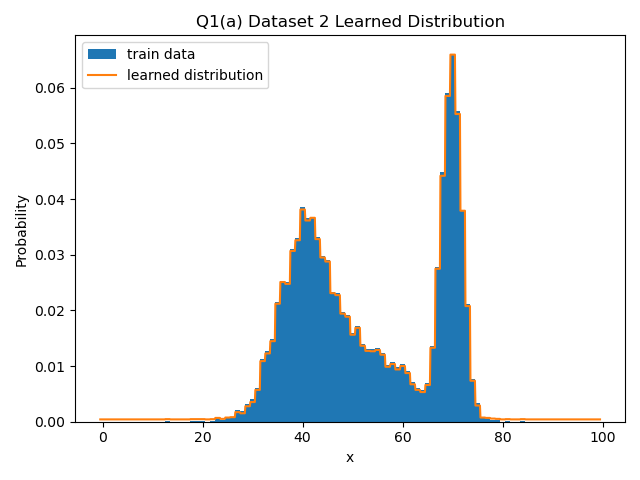 Q1(a) Dataset 2 Learned Distribution
train data
learned distribution
Probability
0.06
0.05
0.04
0.03
0.02
0.01
0.00
0 20 40 60 80 100
x